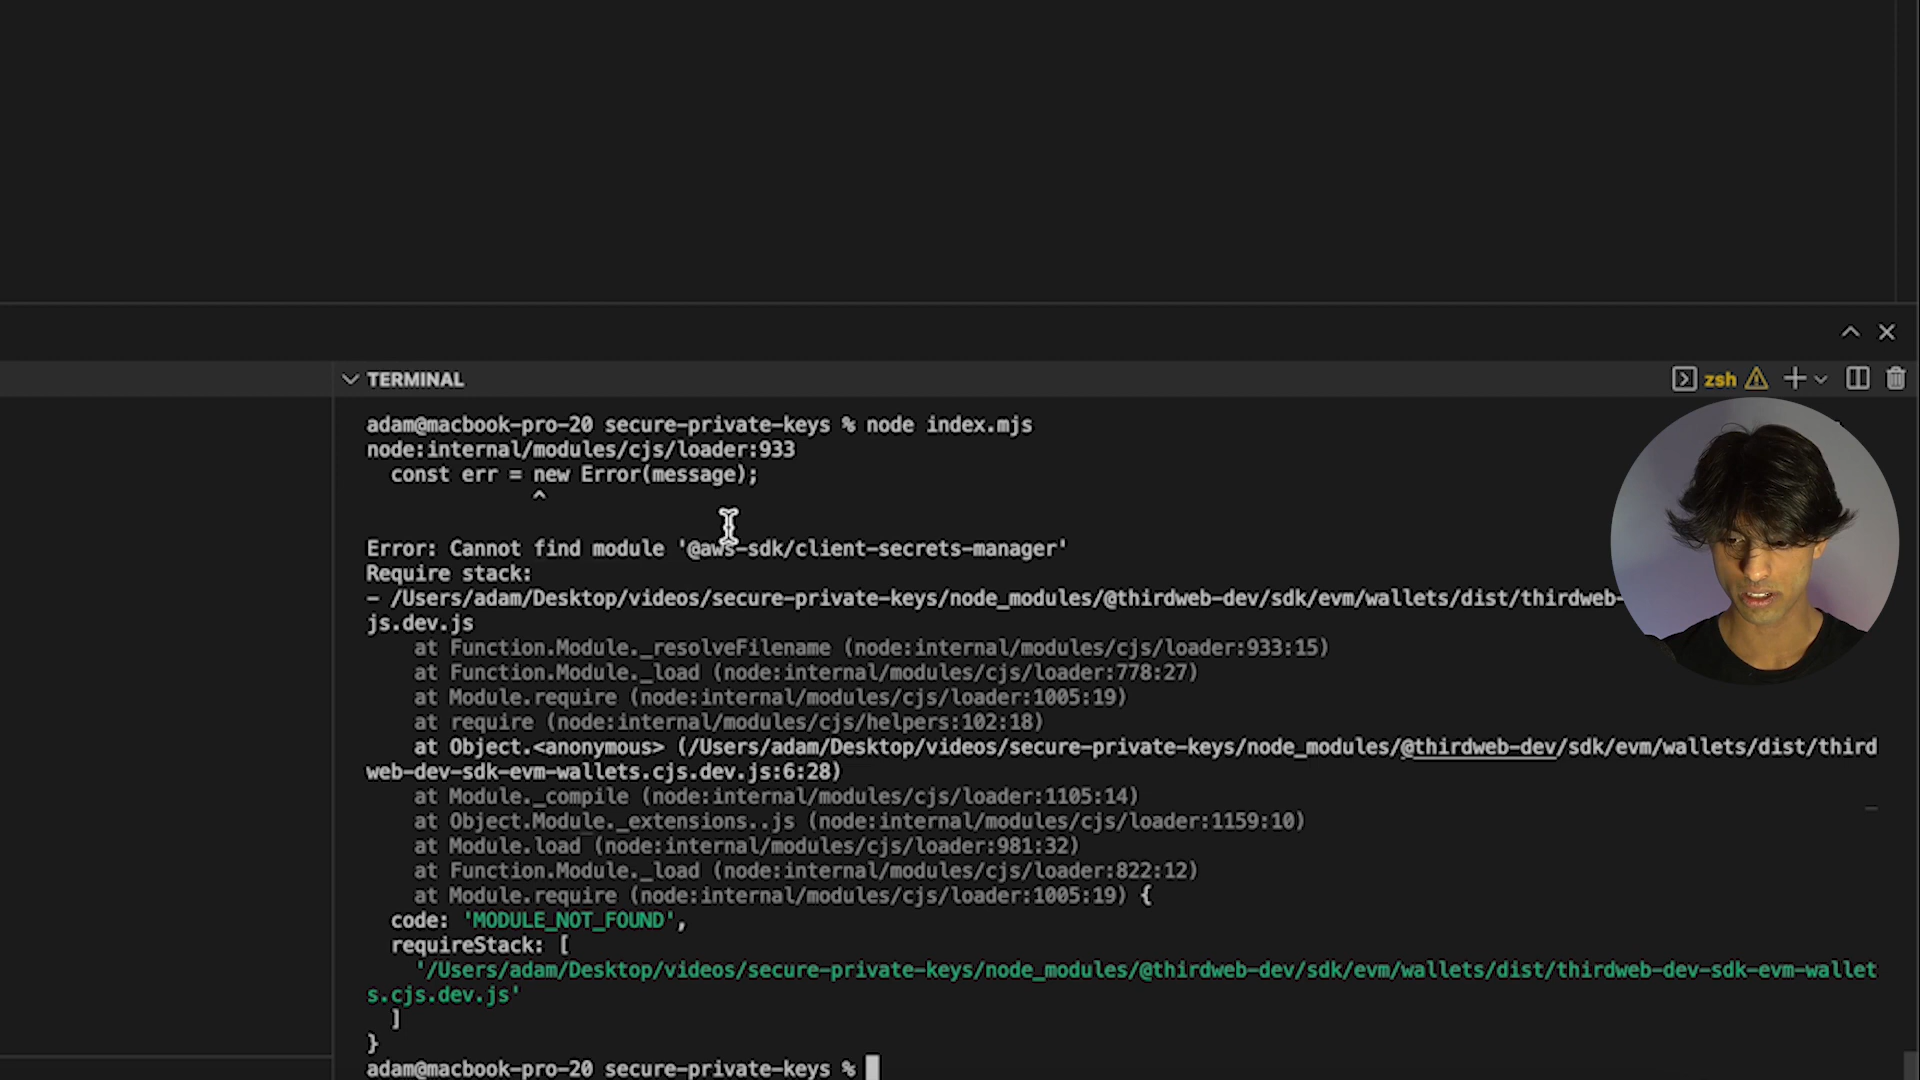 TERMINAL
zsh
adam@macbook-pro-20 secure-private-keys % node index.mjs
node:internal/modules/cjs/loader:933
  const err = new Error(message);
              ^
Error: Cannot find module '@aws-sdk/client-secrets-manager'
Require stack:
- /Users/adam/Desktop/videos/secure-private-keys/node_modules/@thirdweb-dev/sdk/evm/wallets/dist/thirdweb-
js.dev.js
    at Function.Module._resolveFilename (node:internal/modules/cjs/loader:933:15)
    at Function.Module._load (node:internal/modules/cjs/loader:778:27)
    at Module.require (node:internal/modules/cjs/loader:1005:19)
    at require (node:internal/modules/cjs/helpers:102:18)
    at Object.<anonymous> (/Users/adam/Desktop/videos/secure-private-keys/node_modules/@thirdweb-dev/sdk/evm/wallets/dist/third
web-dev-sdk-evm-wallets.cjs.dev.js:6:28)
    at Module._compile (node:internal/modules/cjs/loader:1105:14)
    at Object.Module._extensions..js (node:internal/modules/cjs/loader:1159:10)
    at Module.load (node:internal/modules/cjs/loader:981:32)
    at Function.Module._load (node:internal/modules/cjs/loader:822:12)
    at Module.require (node:internal/modules/cjs/loader:1005:19) {
  code: 'MODULE_NOT_FOUND',
  requireStack: [
    '/Users/adam/Desktop/videos/secure-private-keys/node_modules/@thirdweb-dev/sdk/evm/wallets/dist/thirdweb-dev-sdk-evm-wallet
s.cjs.dev.js'
  ]
}
adam@macbook-pro-20 secure-private-keys %